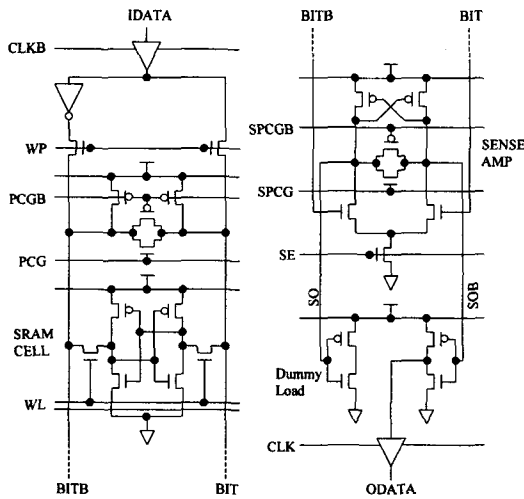 IDATA
CLKB
WP
PCGB
PCG
SRAM
CELL
WL
BITB
BIT
BITB
BIT
SPCGB
SENSE
AMP
SPCG
SE
SO
SOB
Dummy
Load
CLK
ODATA